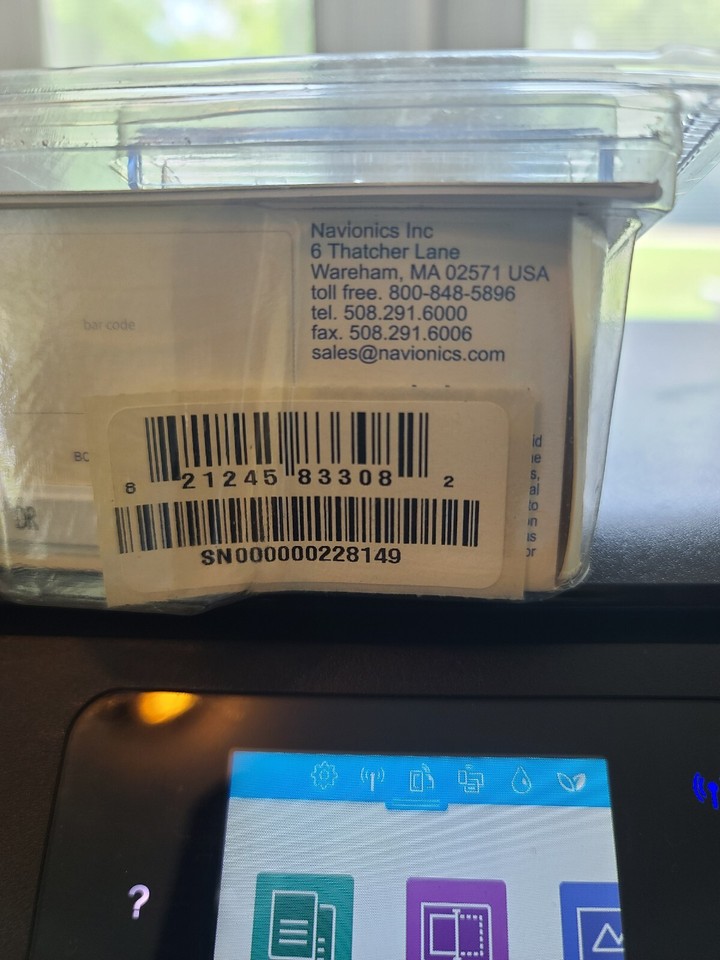 Navionics Inc
6 Thatcher Lane
Wareham, MA 02571 USA
toll free. 800-848-5896
tel. 508.291.6000
fax. 508.291.6006
sales@navionics.com
bar code
8 21245 83308 2
SN000000228149
?